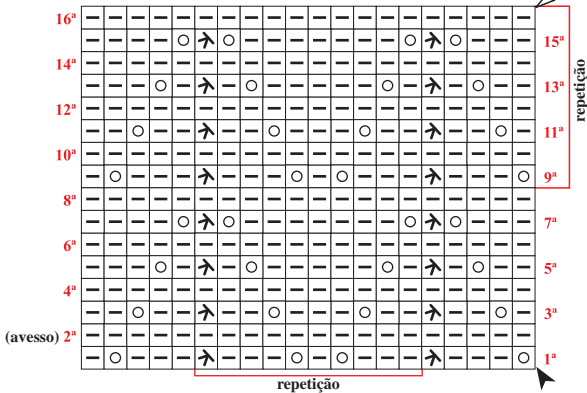 16ª
15ª
14ª
13ª
12ª
11ª
10ª
9ª
8ª
7ª
6ª
5ª
4ª
3ª
(avesso) 2ª
1ª
repetição
repetição